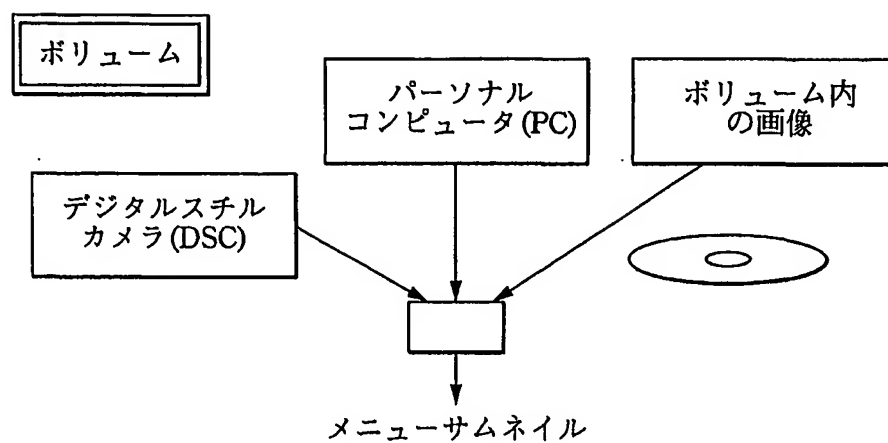 ボリューム
パーソナル
コンピュータ(PC)
ボリューム内
の画像
デジタルスチル
カメラ(DSC)
メニューサムネイル